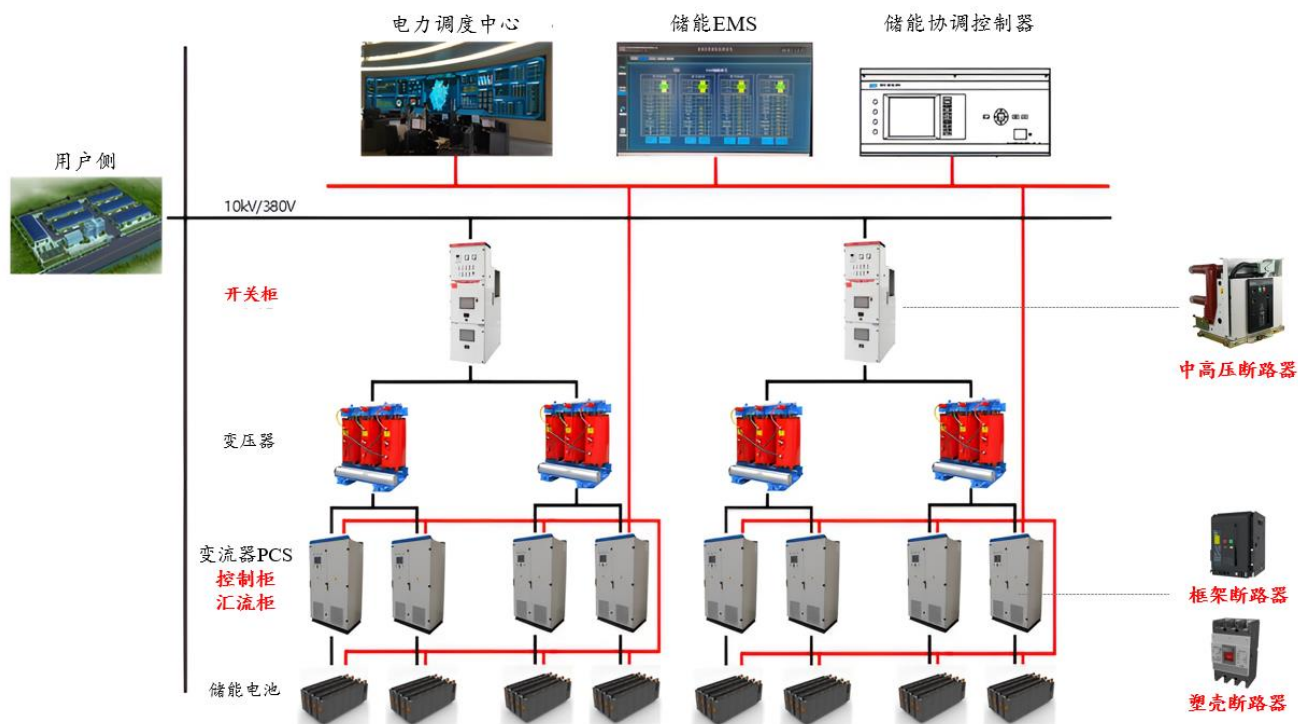 电力调度中心
储能EMS
储能协调控制器
用户侧
10kV/380V
开关柜
中高压断路器
变压器
变流器PCS
控制柜
汇流柜
框架断路器
储能电池
塑壳断路器